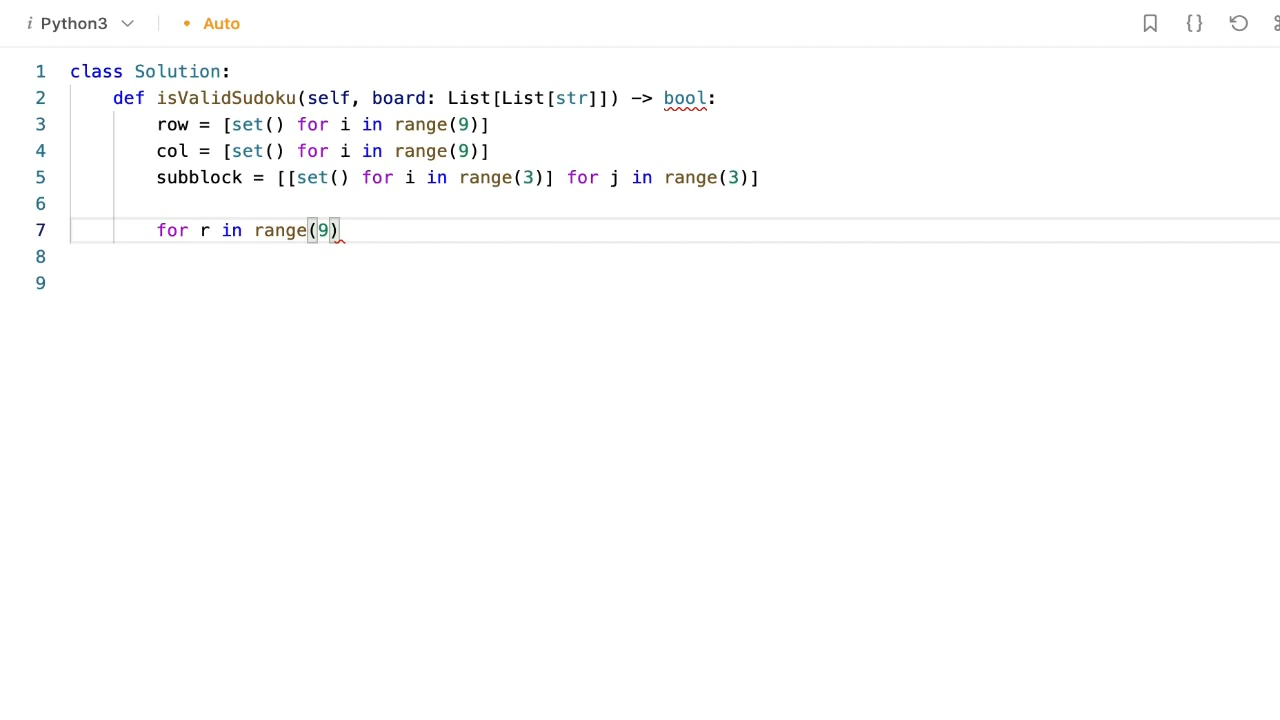 i Python3 • Auto {}
1 class Solution:
2 def isValidSudoku(self, board: List[List[str]]) -> bool:
3 row = [set() for i in range(9)]
4 col = [set() for i in range(9)]
5 subblock = [[set() for i in range(3)] for j in range(3)]
6
7 for r in range(9)
8
9